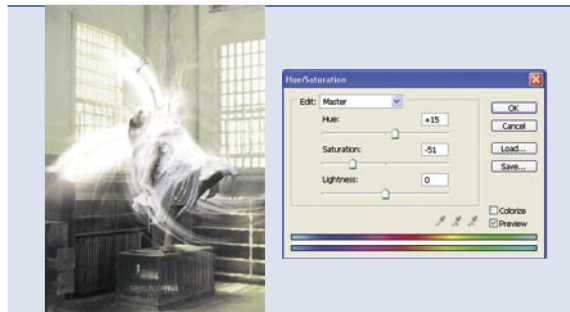 Hue/Saturation
Edit: Master
Hue: +15
Saturation: -51
Lightness: 0
OK
Cancel
Load...
Save...
Colorize
Preview